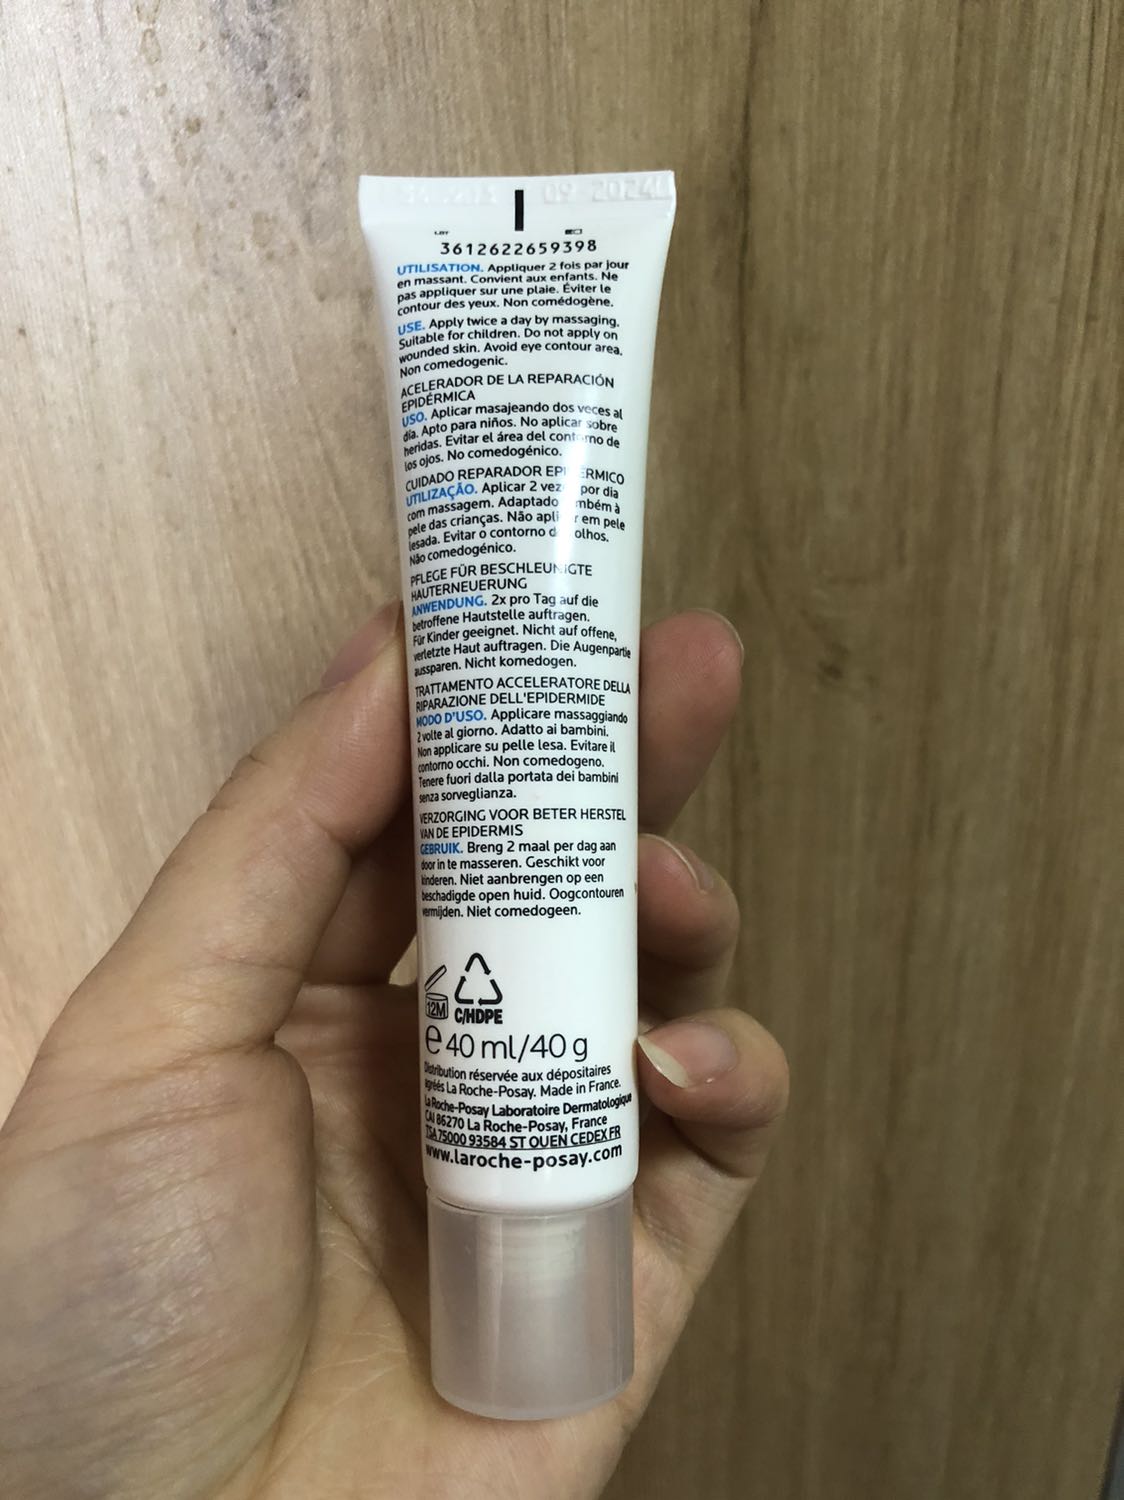 09 2024
LOT
3612622659398
UTILISATION. Appliquer 2 fois par jour
en massant. Convient aux enfants. Ne
pas appliquer sur une plaie. Éviter le
contour des yeux. Non comédogène.
USE. Apply twice a day by massaging.
Suitable for children. Do not apply on
wounded skin. Avoid eye contour area.
Non comedogenic.
ACELERADOR DE LA REPARACIÓN
EPIDÉRMICA
USO. Aplicar masajeando dos veces al
día. Apto para niños. No aplicar sobre
heridas. Evitar el área del contorno de
los ojos. No comedogénico.
CUIDADO REPARADOR EPIDÉRMICO
UTILIZAÇÃO. Aplicar 2 vezes por dia
com massagem. Adaptado também à
pele das crianças. Não aplicar em pele
lesada. Evitar o contorno dos olhos.
Não comedogénico.
PFLEGE FÜR BESCHLEUNIGTE
HAUTERNEUERUNG
ANWENDUNG. 2x pro Tag auf die
betroffene Hautstelle auftragen.
Für Kinder geeignet. Nicht auf offene,
verletzte Haut auftragen. Die Augenpartie
aussparen. Nicht komedogen.
TRATTAMENTO ACCELERATORE DELLA
RIPARAZIONE DELL'EPIDERMIDE
MODO D'USO. Applicare massaggiando
2 volte al giorno. Adatto ai bambini.
Non applicare su pelle lesa. Evitare il
contorno occhi. Non comedogeno.
Tenere fuori dalla portata dei bambini
senza sorveglianza.
VERZORGING VOOR BETER HERSTEL
VAN DE EPIDERMIS
GEBRUIK. Breng 2 maal per dag aan
door in te masseren. Geschikt voor
kinderen. Niet aanbrengen op een
beschadigde open huid. Oogcontouren
vermijden. Niet comedogeen.
12M
C/HDPE
e 40 ml/40 g
Distribution réservée aux dépositaires
agréés La Roche-Posay. Made in France.
La Roche-Posay Laboratoire Dermatologique
CAI 86270 La Roche-Posay, France
TSA 75000 93584 ST OUEN CEDEX FR
www.laroche-posay.com